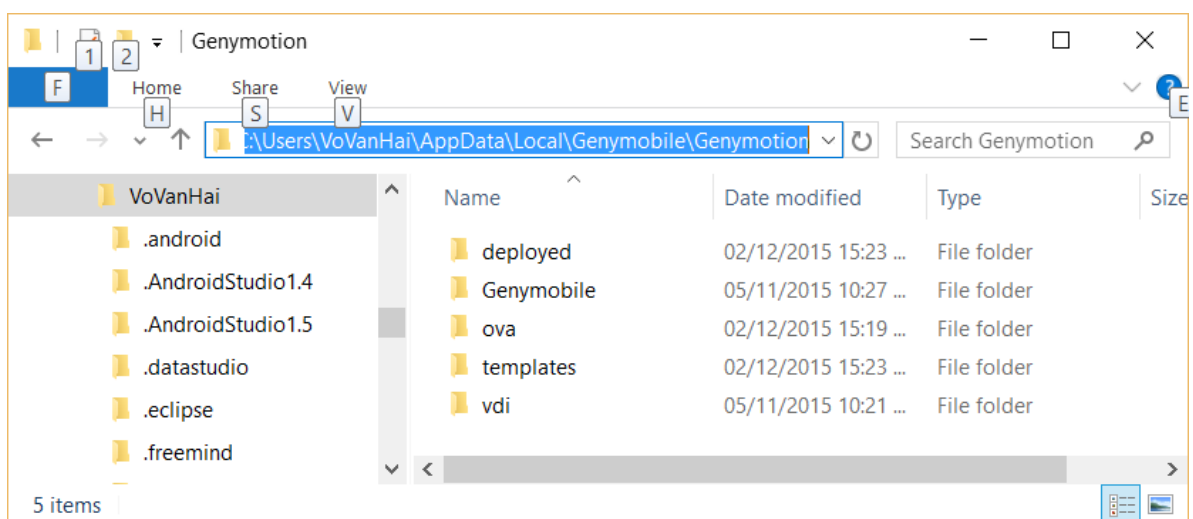 Genymotion
1 2
F Home Share View
H S V E
:\Users\VoVanHai\AppData\Local\Genymobile\Genymotion Search Genymotion
VoVanHai Name Date modified Type Size
.android deployed 02/12/2015 15:23 ... File folder
.AndroidStudio1.4 Genymobile 05/11/2015 10:27 ... File folder
.AndroidStudio1.5 ova 02/12/2015 15:19 ... File folder
.datastudio templates 02/12/2015 15:23 ... File folder
.eclipse vdi 05/11/2015 10:21 ... File folder
.freemind
5 items